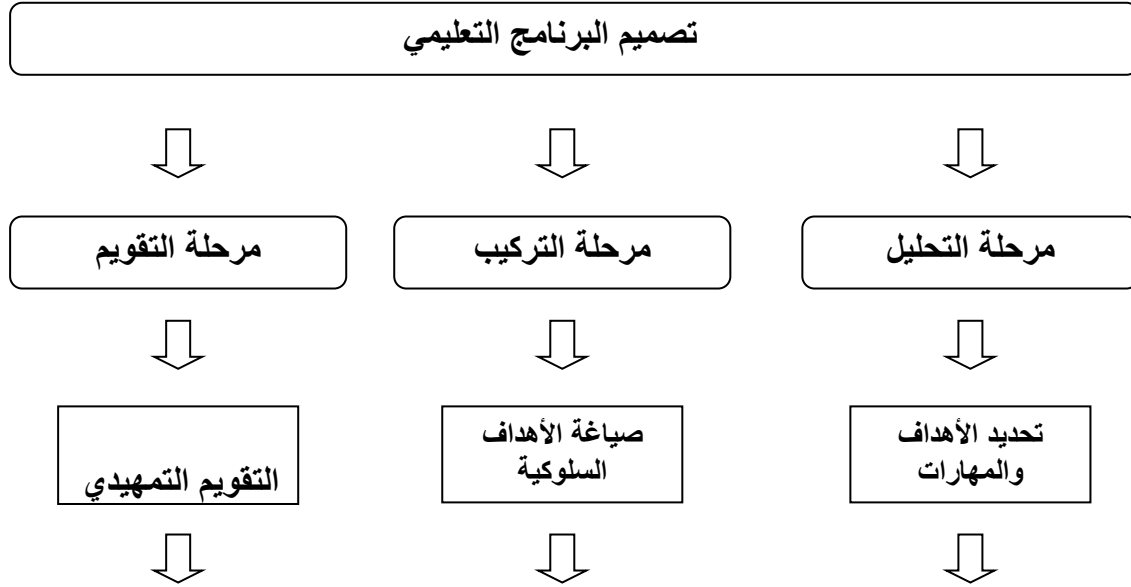 تصميم البرنامج التعليمي
مرحلة التحليل
مرحلة التركيب
مرحلة التقويم
تحديد الأهداف
والمهارات
صياغة الأهداف
السلوكية
التقويم التمهيدي